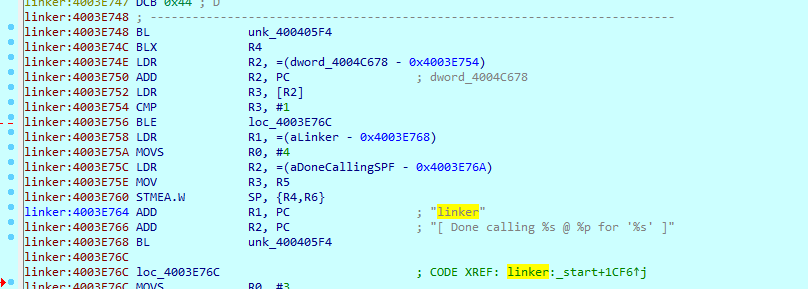 linker:4003E747 DCB 0x44 ; D
linker:4003E748 ; ---------------------------------------------------------------------------
linker:4003E748 BL unk_400405F4
linker:4003E74C BLX R4
linker:4003E74E LDR R2, =(dword_4004C678 - 0x4003E754)
linker:4003E750 ADD R2, PC ; dword_4004C678
linker:4003E752 LDR R3, [R2]
linker:4003E754 CMP R3, #1
linker:4003E756 BLE loc_4003E76C
linker:4003E758 LDR R1, =(aLinker - 0x4003E768)
linker:4003E75A MOVS R0, #4
linker:4003E75C LDR R2, =(aDoneCallingSPF - 0x4003E76A)
linker:4003E75E MOV R3, R5
linker:4003E760 STMEA.W SP, {R4,R6}
linker:4003E764 ADD R1, PC ; "linker"
linker:4003E766 ADD R2, PC ; "[ Done calling %s @ %p for '%s' ]"
linker:4003E768 BL unk_400405F4
linker:4003E76C
linker:4003E76C loc_4003E76C ; CODE XREF: linker:_start+1CF6↑j
linker:4003E76C MOVS R0, #3